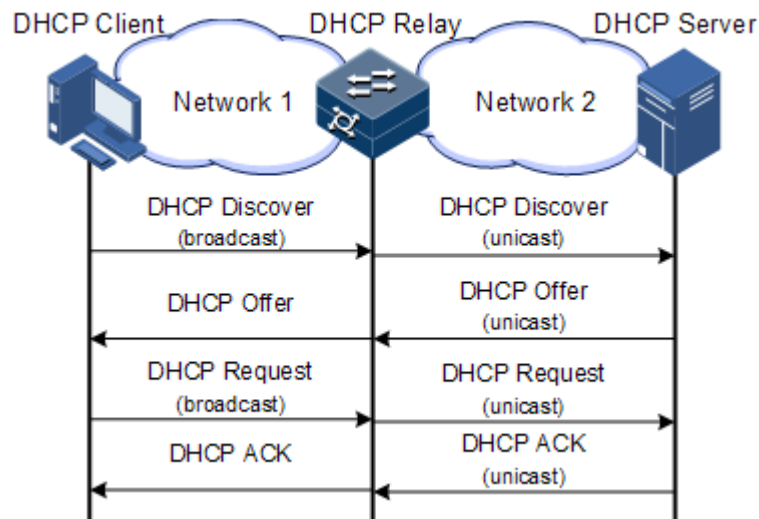 DHCP Client
DHCP Relay
DHCP Server
Network 1
Network 2
DHCP Discover
(broadcast)
DHCP Discover
(unicast)
DHCP Offer
DHCP Offer
(unicast)
DHCP Request
(broadcast)
DHCP Request
(unicast)
DHCP ACK
DHCP ACK
(unicast)